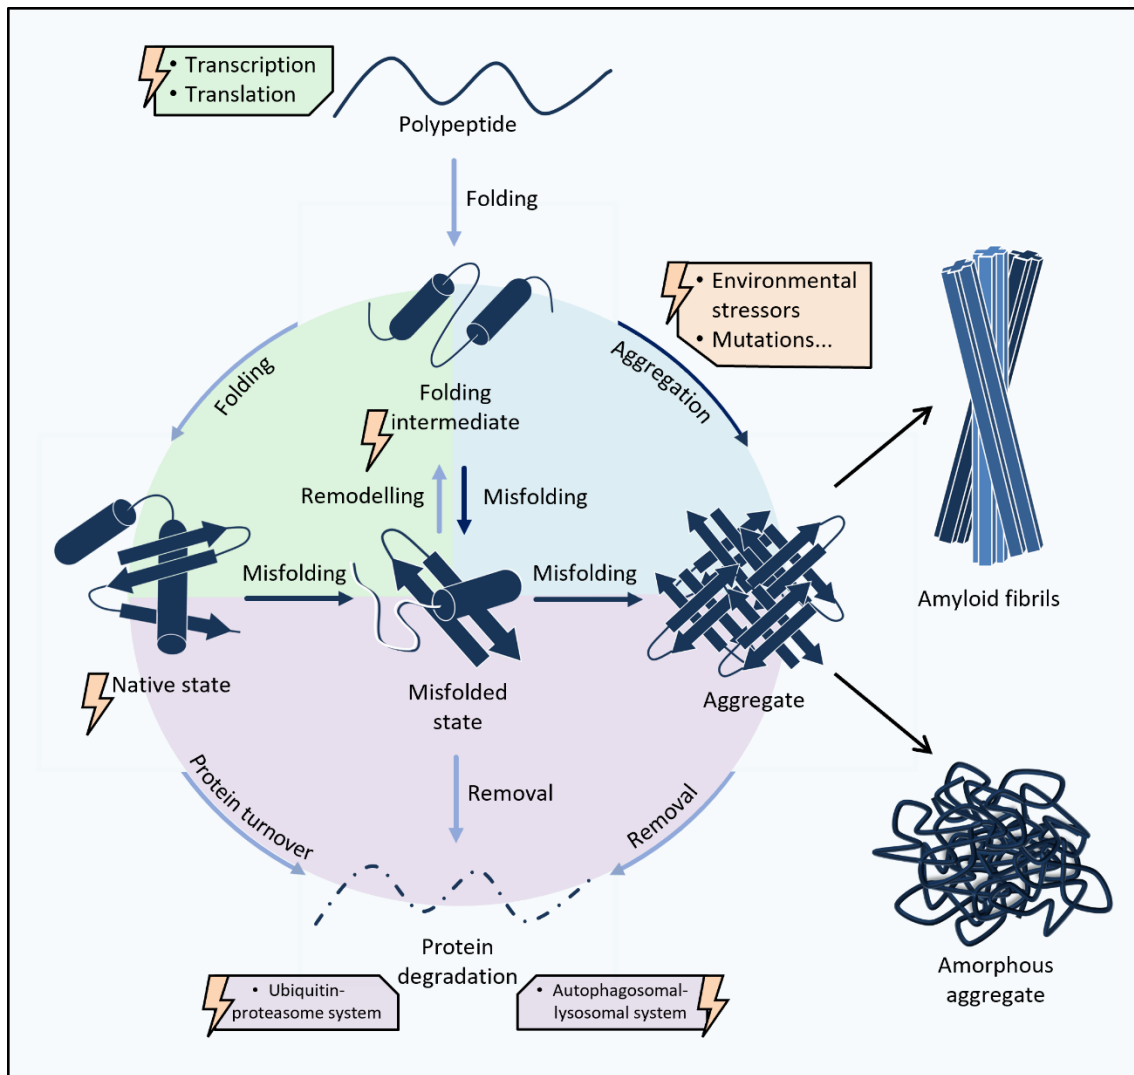 • Transcription
• Translation
Polypeptide
Folding
• Environmental
stressors
• Mutations...
Folding
Aggregation
Folding
intermediate
Remodelling
Misfolding
Misfolding
Misfolding
Amyloid fibrils
Native state
Misfolded
state
Aggregate
Protein turnover
Removal
Removal
Protein
degradation
• Ubiquitin-
proteasome system
• Autophagosomal-
lysosomal system
Amorphous
aggregate